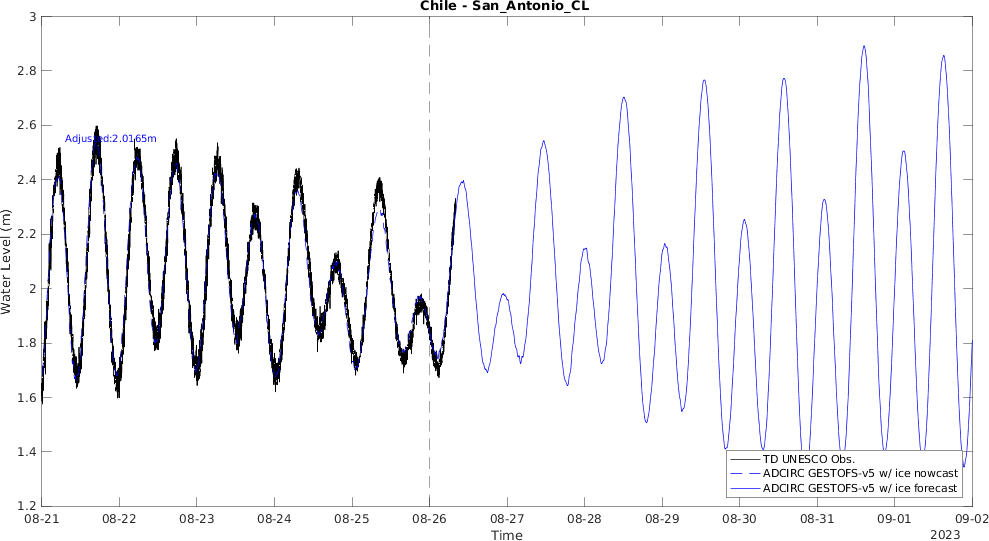 Chile - San_Antonio_CL
3
2.8
2.6
2.4
2.2
2
1.8
1.6
1.4
1.2
Water Level (m)
Adjusted:2.0165m
TD UNESCO Obs.
ADCIRC GESTOFS-v5 w/ ice nowcast
ADCIRC GESTOFS-v5 w/ ice forecast
08-21 08-22 08-23 08-24 08-25 08-26 08-27 08-28 08-29 08-30 08-31 09-01 09-02
Time
2023